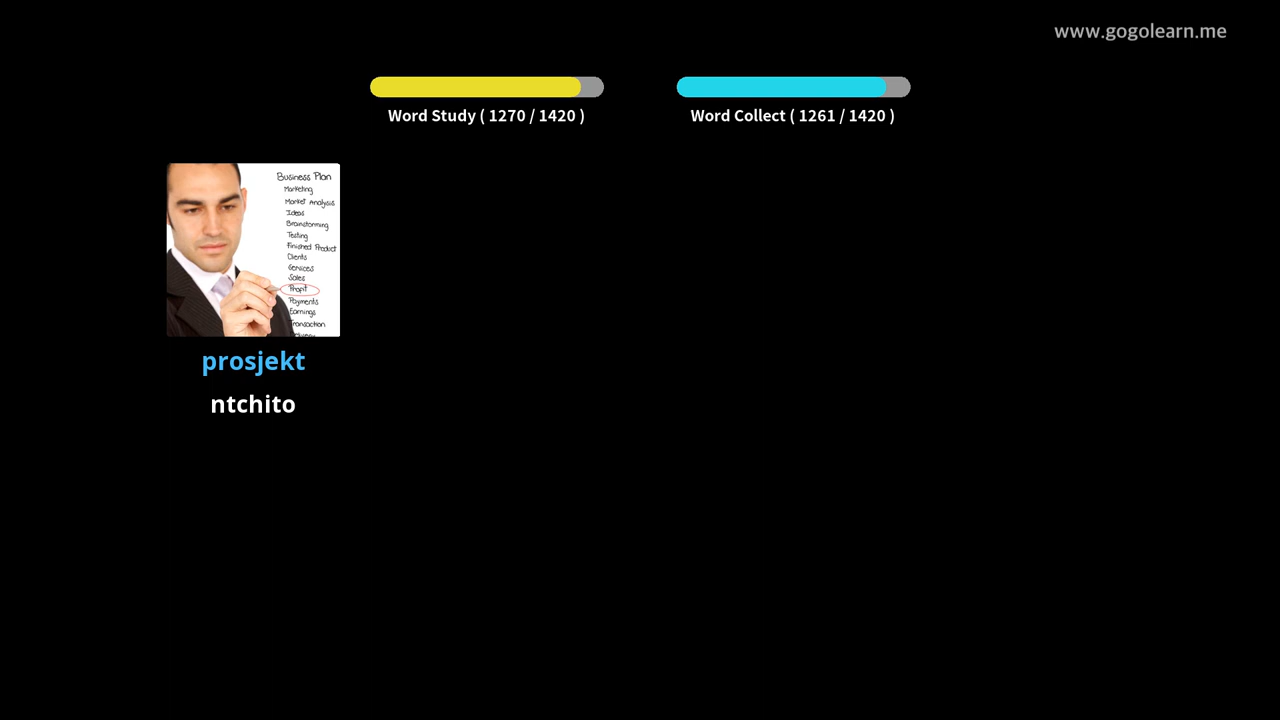 www.gogolearn.me
Word Study ( 1270 / 1420 )
Word Collect ( 1261 / 1420 )
Business Plan
Marketing
Market Analysis
Ideas
Brainstorming
Testing
Finished Product
Clients
Services
Sales
Profit
Payments
Earnings
Transaction
Delivery
prosjekt
ntchito